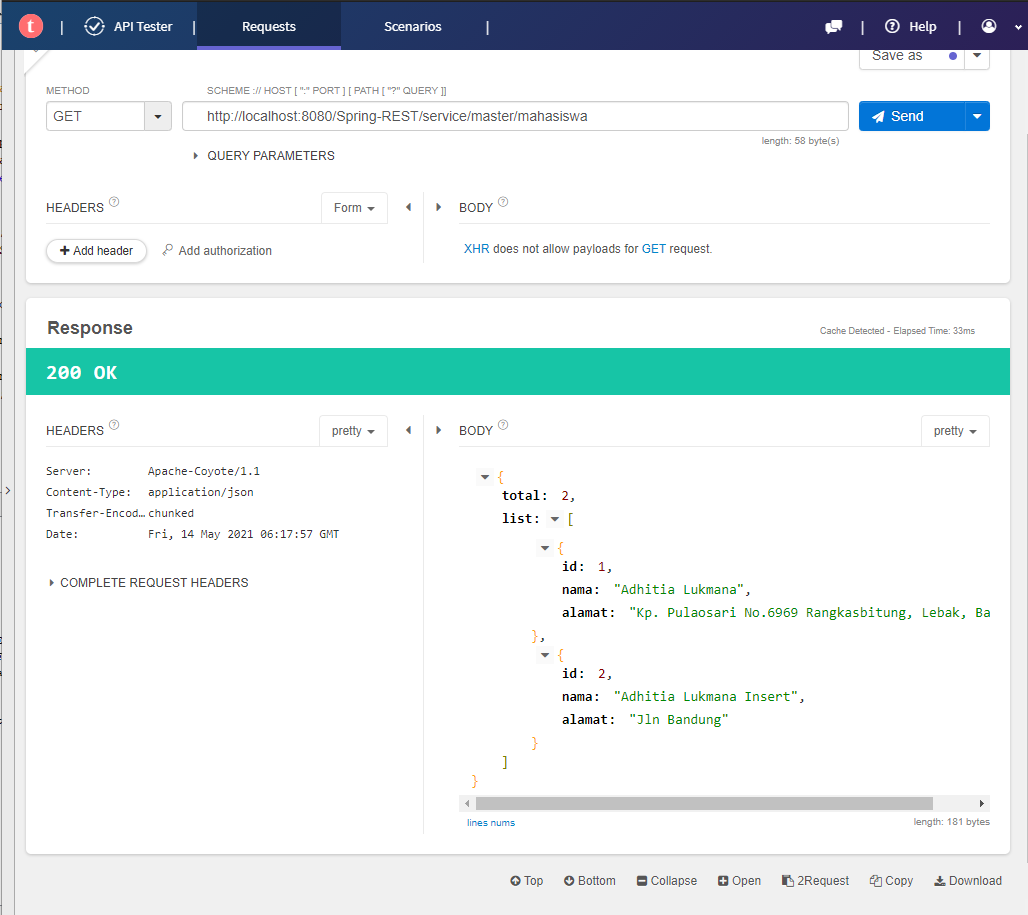 t | API Tester | Requests Scenarios | | Help |
Save as
METHOD SCHEME :// HOST [ ":" PORT ] [ PATH [ "?" QUERY ]]
GET http://localhost:8080/Spring-REST/service/master/mahasiswa Send
length: 58 byte(s)
QUERY PARAMETERS
HEADERS ? Form BODY ?
+ Add header Add authorization XHR does not allow payloads for GET request.
Response
Cache Detected - Elapsed Time: 33ms
200 OK
HEADERS ? pretty BODY ? pretty
Server: Apache-Coyote/1.1
Content-Type: application/json
Transfer-Encod… chunked
Date: Fri, 14 May 2021 06:17:57 GMT
COMPLETE REQUEST HEADERS
{
total: 2,
list: [
{
id: 1,
nama: "Adhitia Lukmana",
alamat: "Kp. Pulaosari No.6969 Rangkasbitung, Lebak, Ba
},
{
id: 2,
nama: "Adhitia Lukmana Insert",
alamat: "Jln Bandung"
}
]
}
lines nums length: 181 bytes
Top Bottom Collapse Open 2Request Copy Download